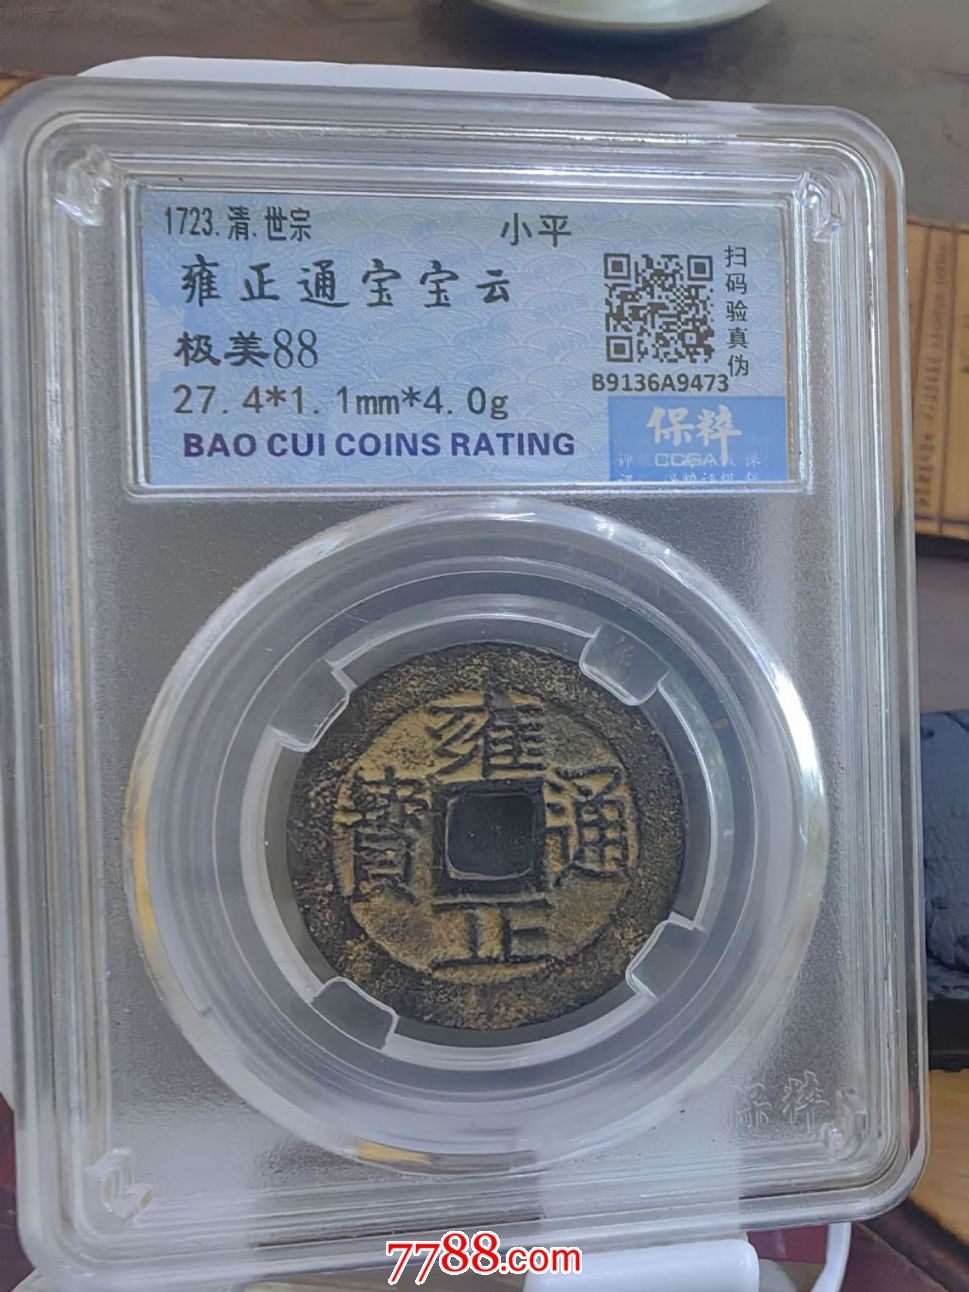 1723.清.世宗 小平
雍正通宝宝云
极美88
27.4*1.1mm*4.0g
BAO CUI COINS RATING
扫码验真伪
B9136A9473
保粹
CCGA
雍
寶 通
正
保粹
7788.com